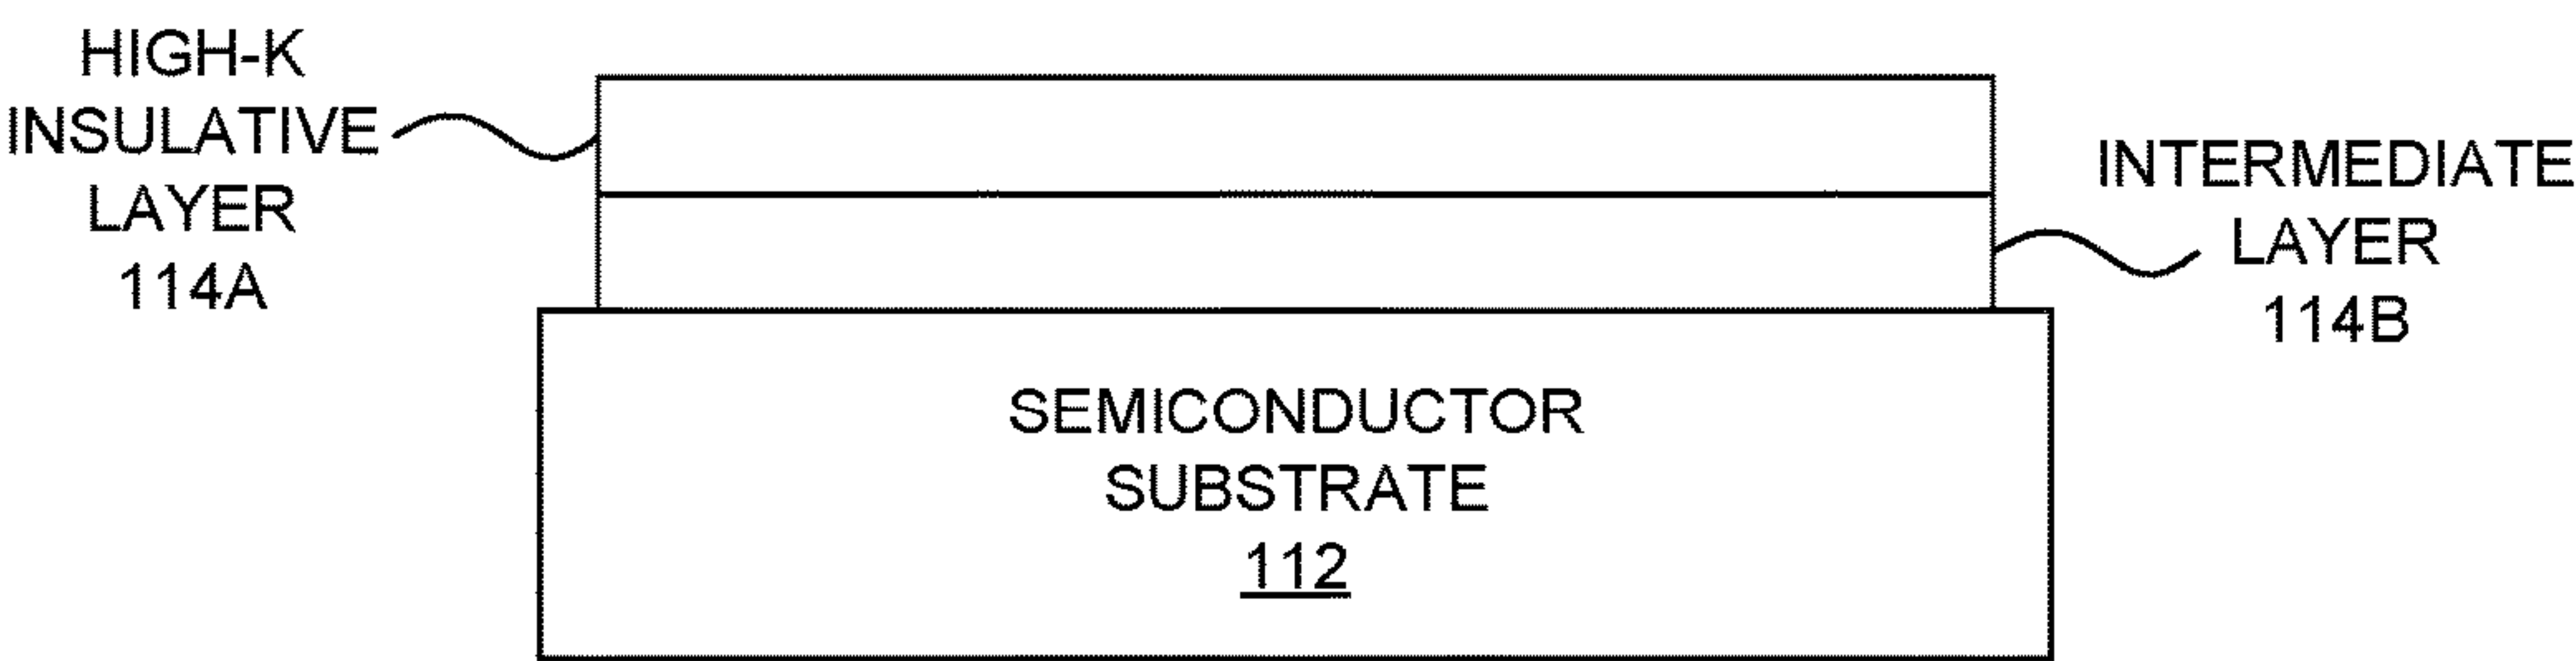 HIGH-K
INSULATIVE
LAYER
114A
INTERMEDIATE
LAYER
114B
SEMICONDUCTOR
SUBSTRATE
112